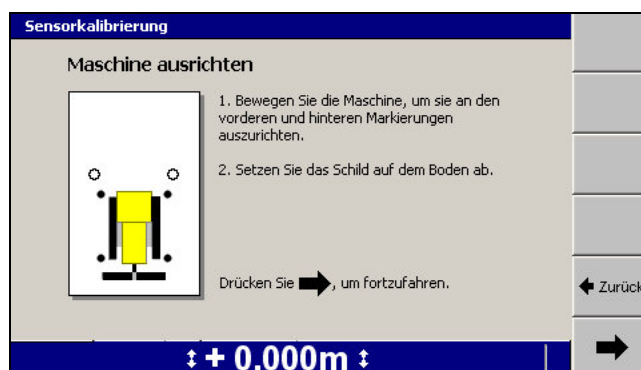 Sensorkalibrierung
Maschine ausrichten
1. Bewegen Sie die Maschine, um sie an den
vorderen und hinteren Markierungen
auszurichten.
2. Setzen Sie das Schild auf dem Boden ab.
Drücken Sie ➡, um fortzufahren.
Zurück
+ 0.000m